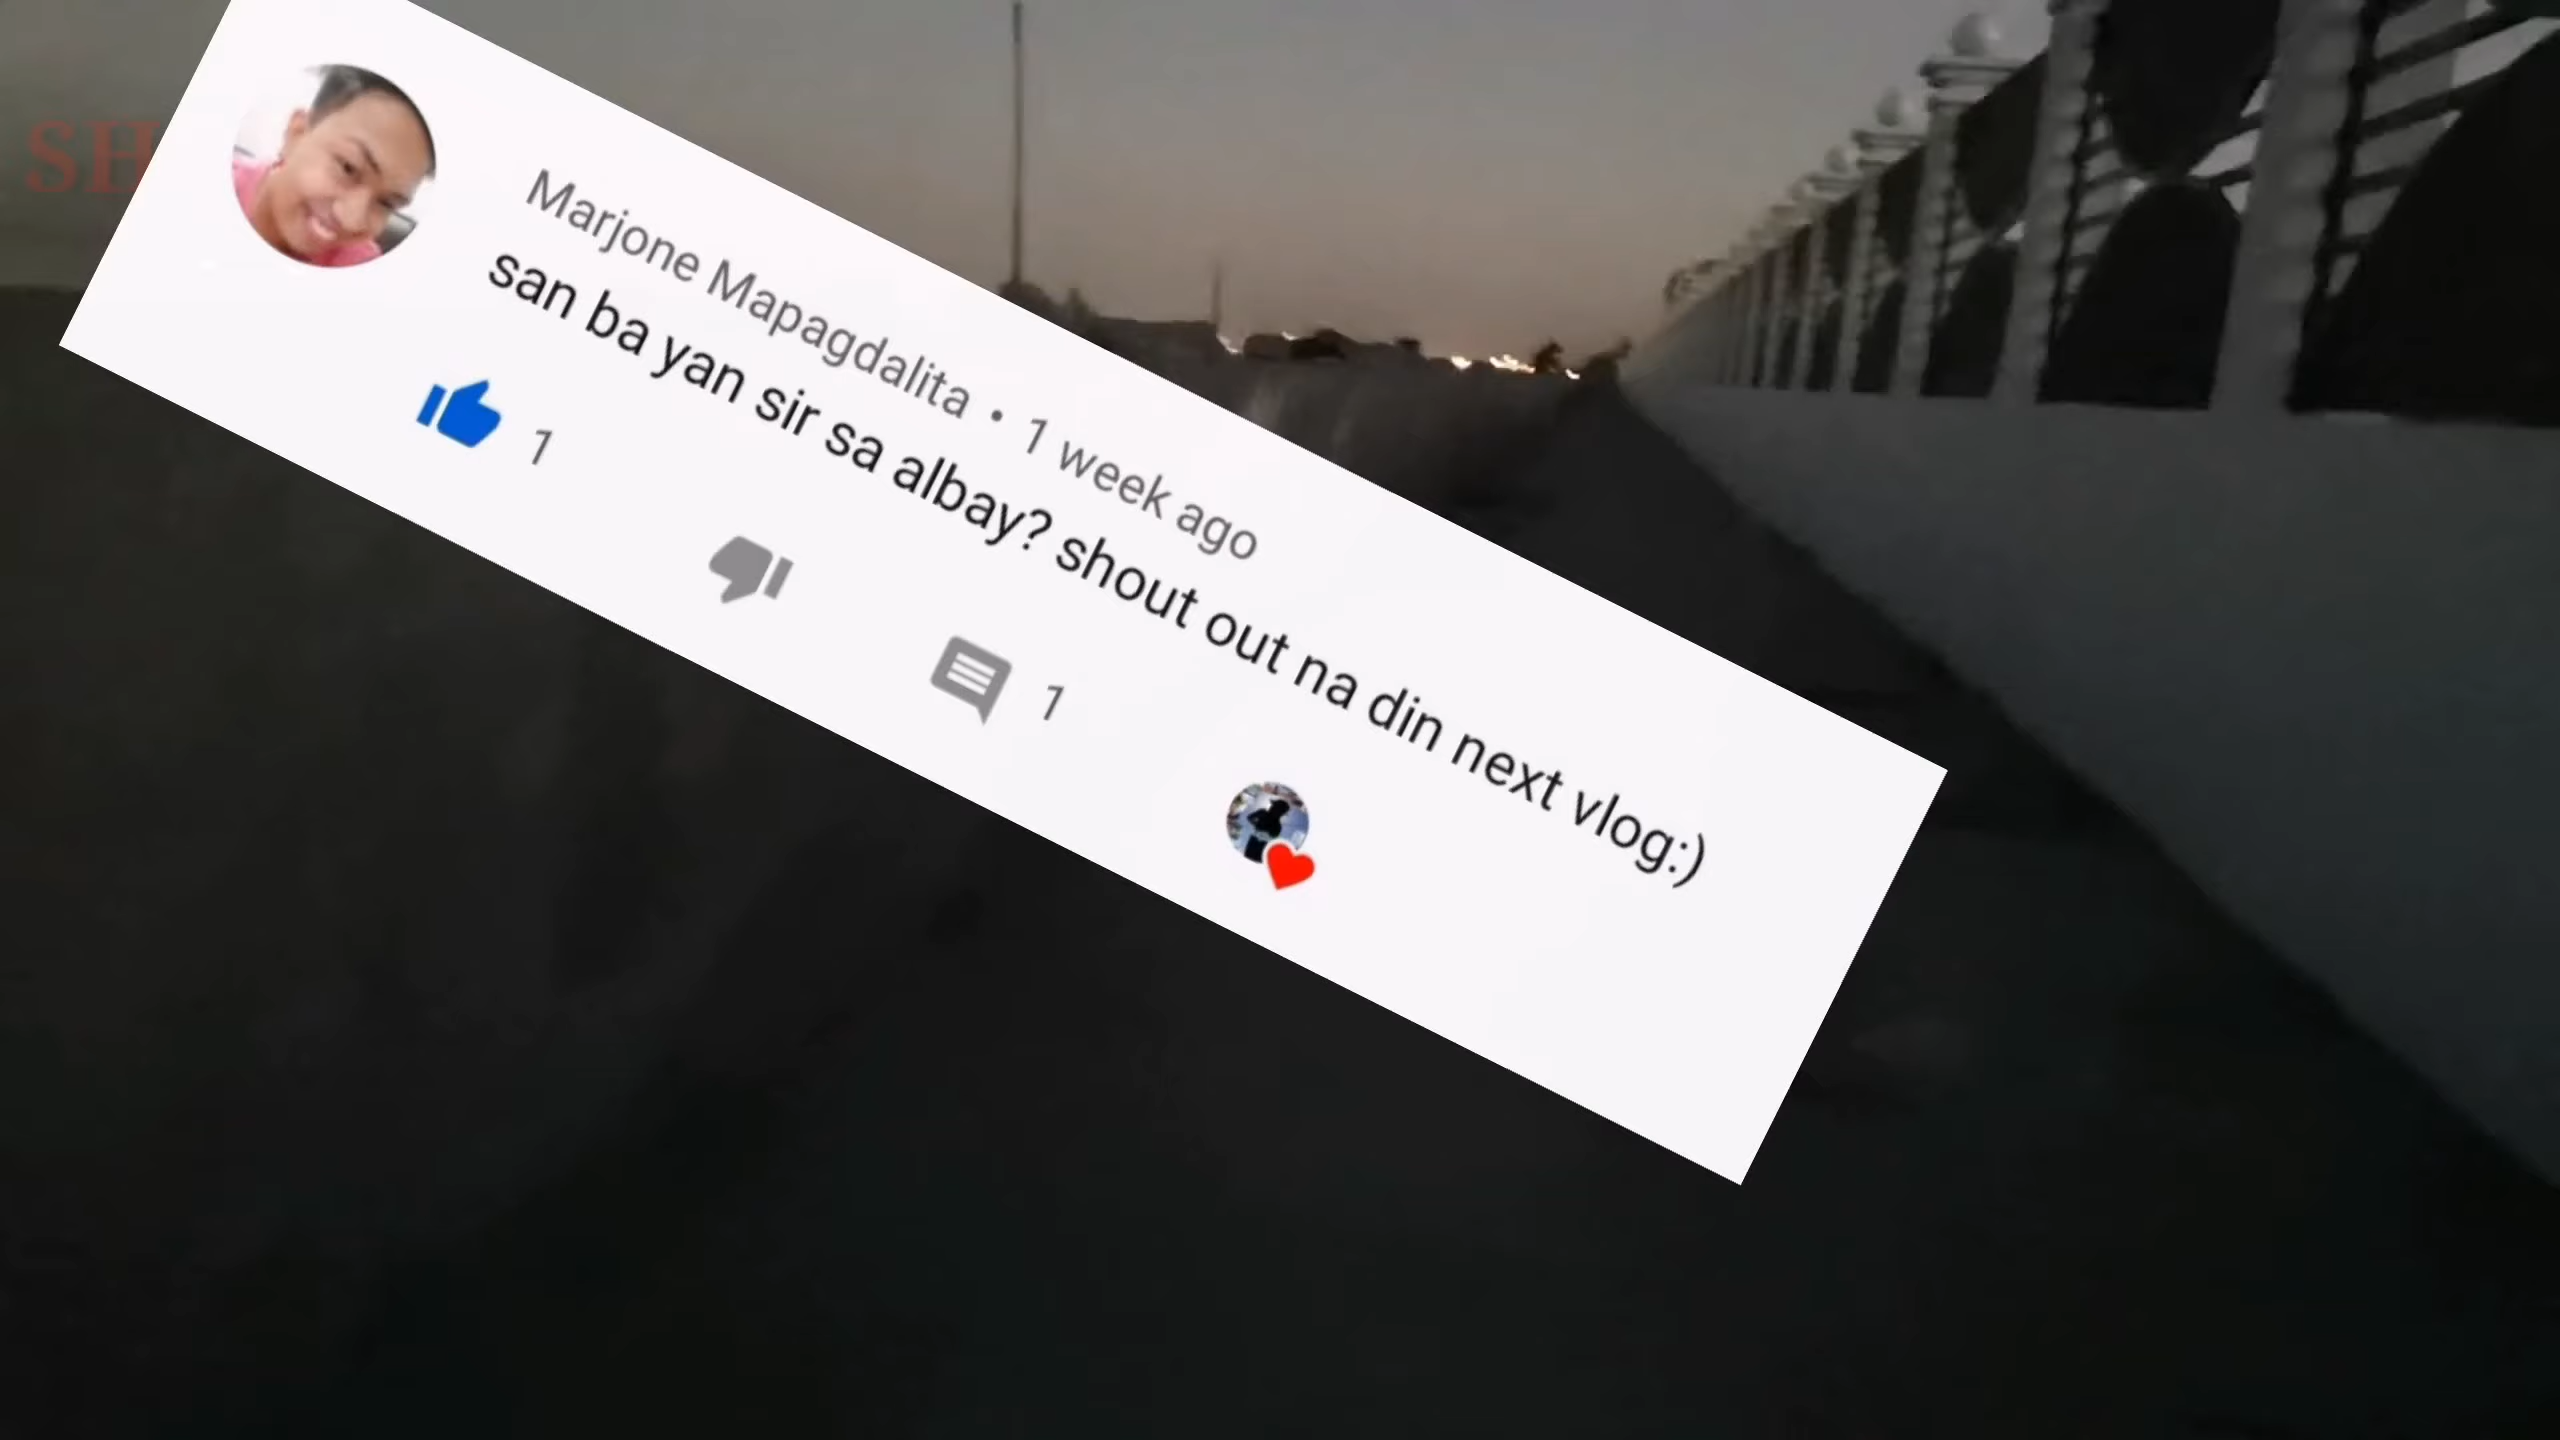 SH
Marjone Mapagdalita • 1 week ago
san ba yan sir sa albay? shout out na din next vlog:)
1
1